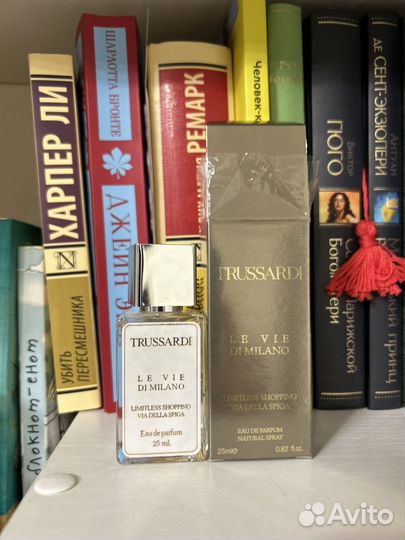 ХАРПЕР ЛИ
УБИТЬ
ПЕРЕСМЕШНИКА
ШАРЛОТТА БРОНТЕ
ДЖЕЙН
РЕМАРК
Человек-
блокнот-енот
Виктор
ГЮГО
Богоматери
Парижской
ДЕ СЕНТ-ЭКЗЮПЕРИ
принц
TRUSSARDI
LE VIE
DI MILANO
LIMITLESS SHOPPING
VIA DELLA SPIGA
Eau de parfum
25 ml.
TRUSSARDI
LE VIE
DI MILANO
LIMITLESS SHOPPING
VIA DELLA SPIGA
EAU DE PARFUM
NATURAL SPRAY
25ml℮ 0.82 fl.oz.
Avito